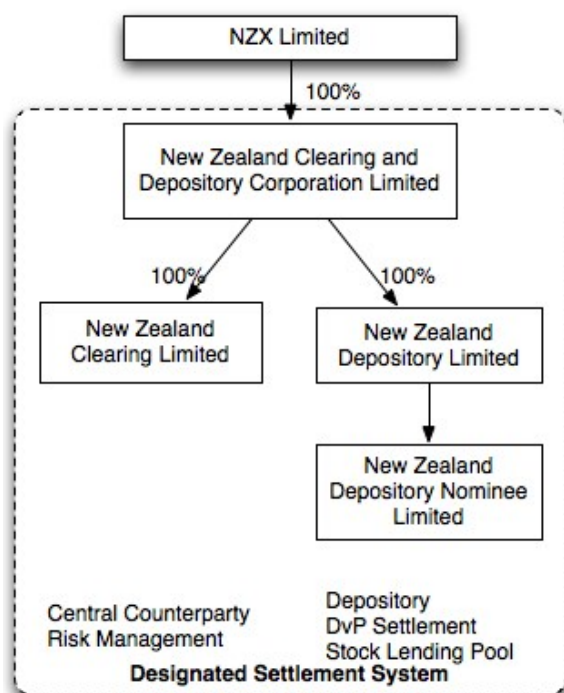 NZX Limited
100%
New Zealand Clearing and
Depository Corporation Limited
100%
100%
New Zealand
Clearing Limited
New Zealand
Depository Limited
New Zealand
Depository Nominee
Limited
Central Counterparty
Risk Management
Depository
DvP Settlement
Stock Lending Pool
Designated Settlement System